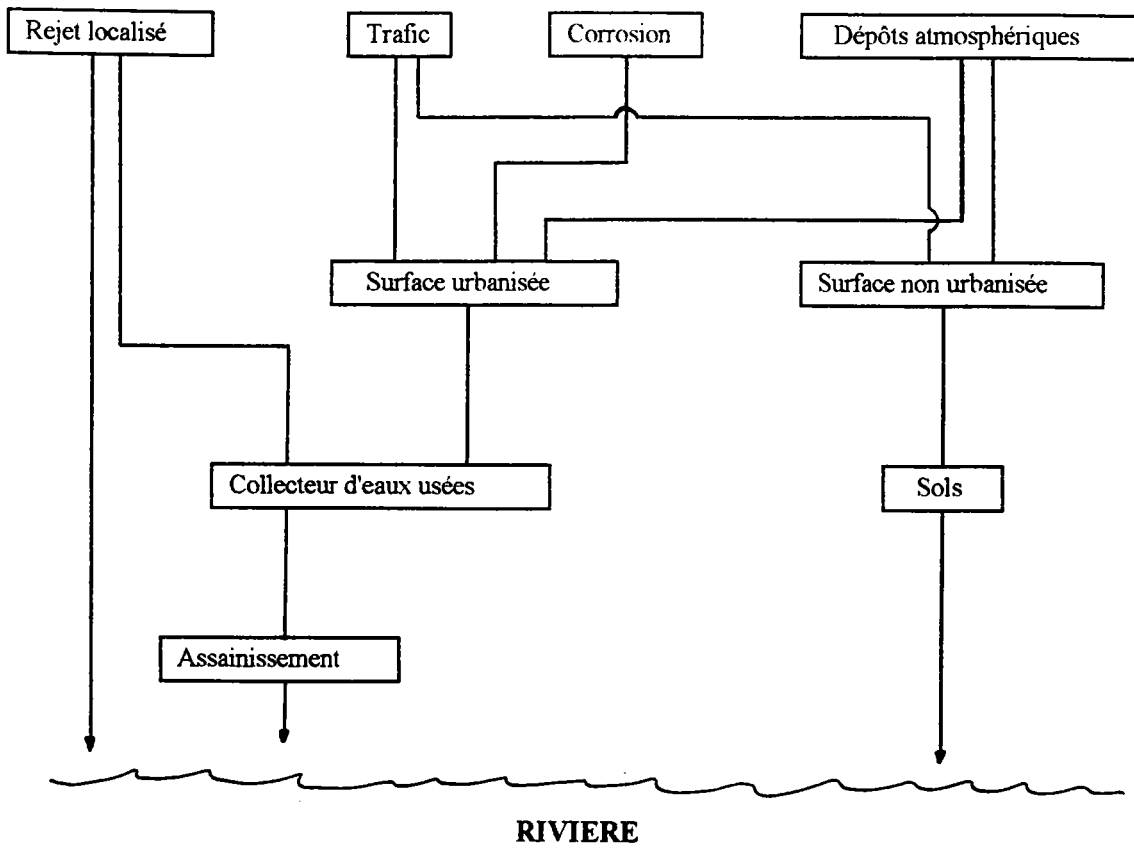 Rejet localisé
Trafic
Corrosion
Dépôts atmosphériques
Surface urbanisée
Surface non urbanisée
Collecteur d'eaux usées
Sols
Assainissement
RIVIERE